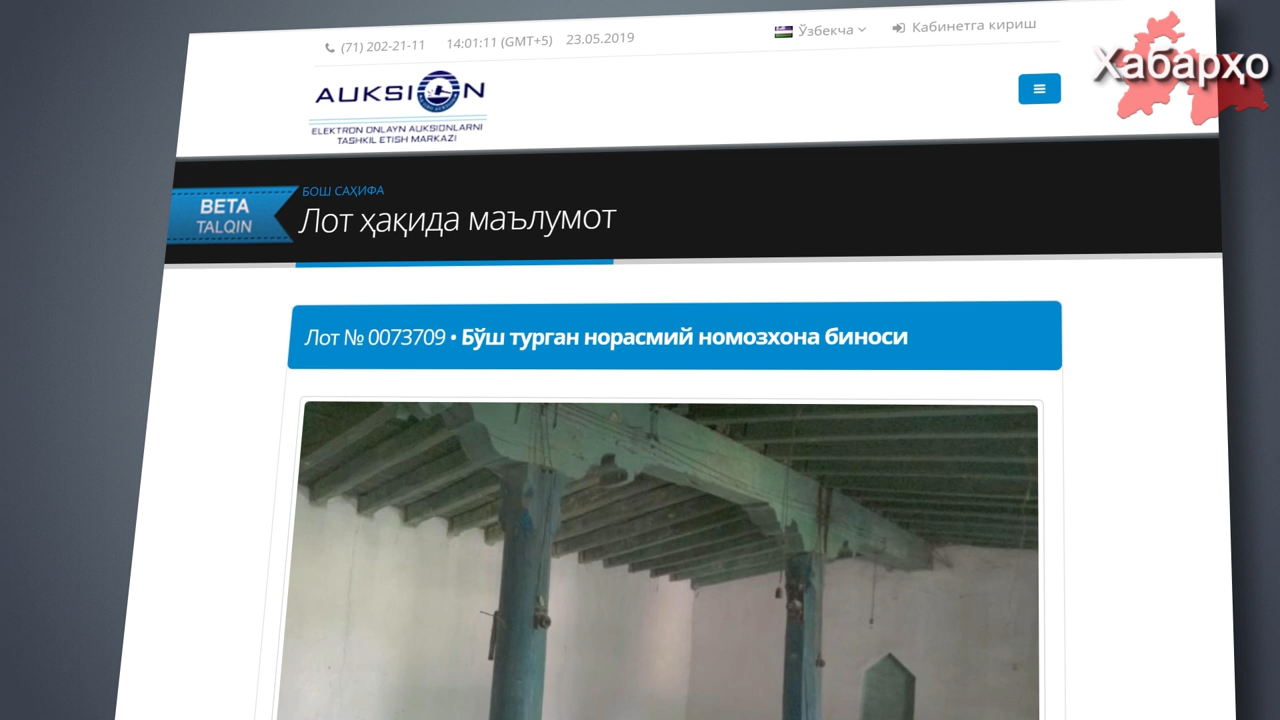 (71) 202-21-11 14:01:11 (GMT+5) 23.05.2019 Ўзбекча Кабинетга кириш
Хабарҳо
AUKSION
ELEKTRON ONLAYN AUKSIONLARNI
TASHKIL ETISH MARKAZI
BETA
TALQIN
БОШ САҲИФА
Лот ҳақида маълумот
Лот № 0073709 • Бўш турган норасмий номозхона биноси